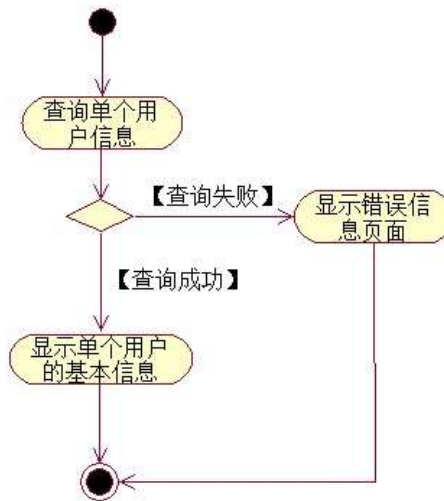 查询单个用
户信息
【查询失败】
显示错误信
息页面
【查询成功】
显示单个用户
的基本信息